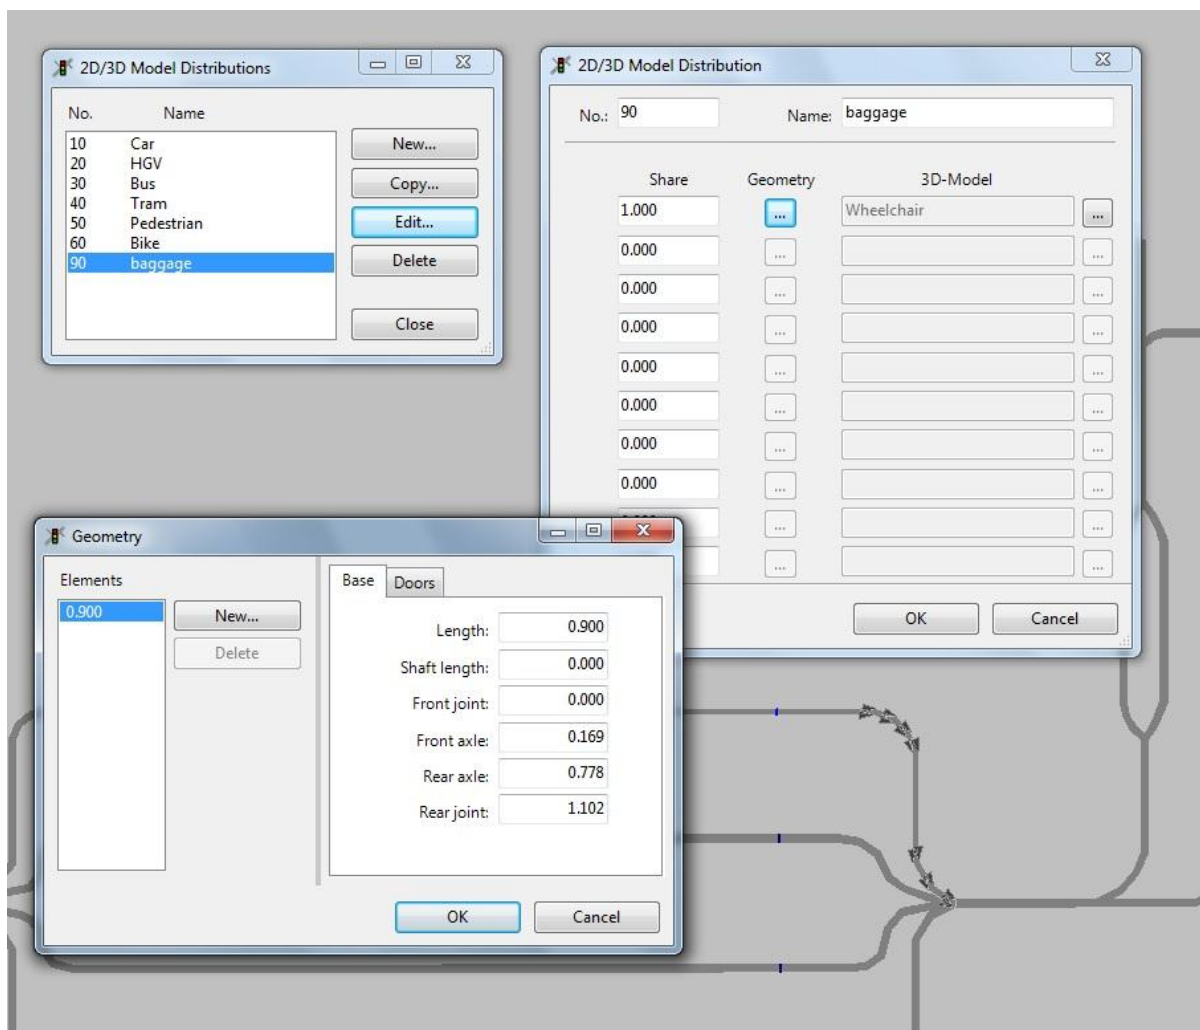 2D/3D Model Distributions
No. Name
10 Car
20 HGV
30 Bus
40 Tram
50 Pedestrian
60 Bike
90 baggage
New...
Copy...
Edit...
Delete
Close
2D/3D Model Distribution
No.: 90 Name: baggage
Share Geometry 3D-Model
1.000 ... Wheelchair ...
0.000 ... ...
0.000 ... ...
0.000 ... ...
0.000 ... ...
0.000 ... ...
0.000 ... ...
0.000 ... ...
... ...
... ...
OK Cancel
Geometry
Elements
0.900
New...
Delete
Base Doors
Length: 0.900
Shaft length: 0.000
Front joint: 0.000
Front axle: 0.169
Rear axle: 0.778
Rear joint: 1.102
OK Cancel